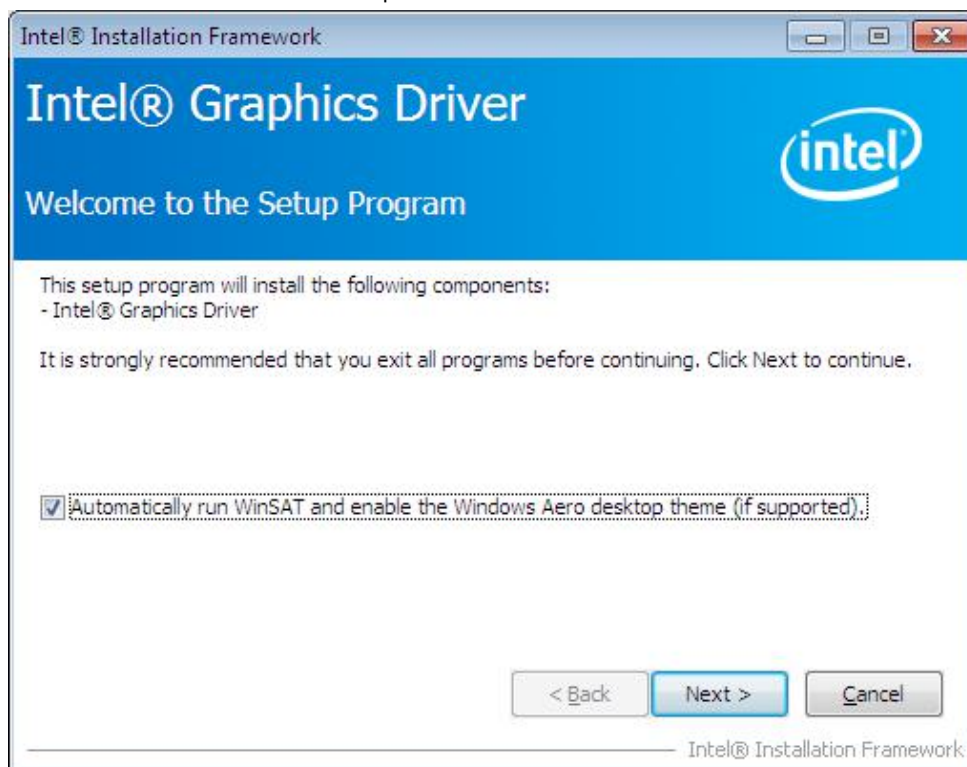 Intel® Installation Framework
Intel® Graphics Driver
intel
Welcome to the Setup Program
This setup program will install the following components:
- Intel® Graphics Driver
It is strongly recommended that you exit all programs before continuing. Click Next to continue.
Automatically run WinSAT and enable the Windows Aero desktop theme (if supported).
< Back
Next >
Cancel
Intel® Installation Framework